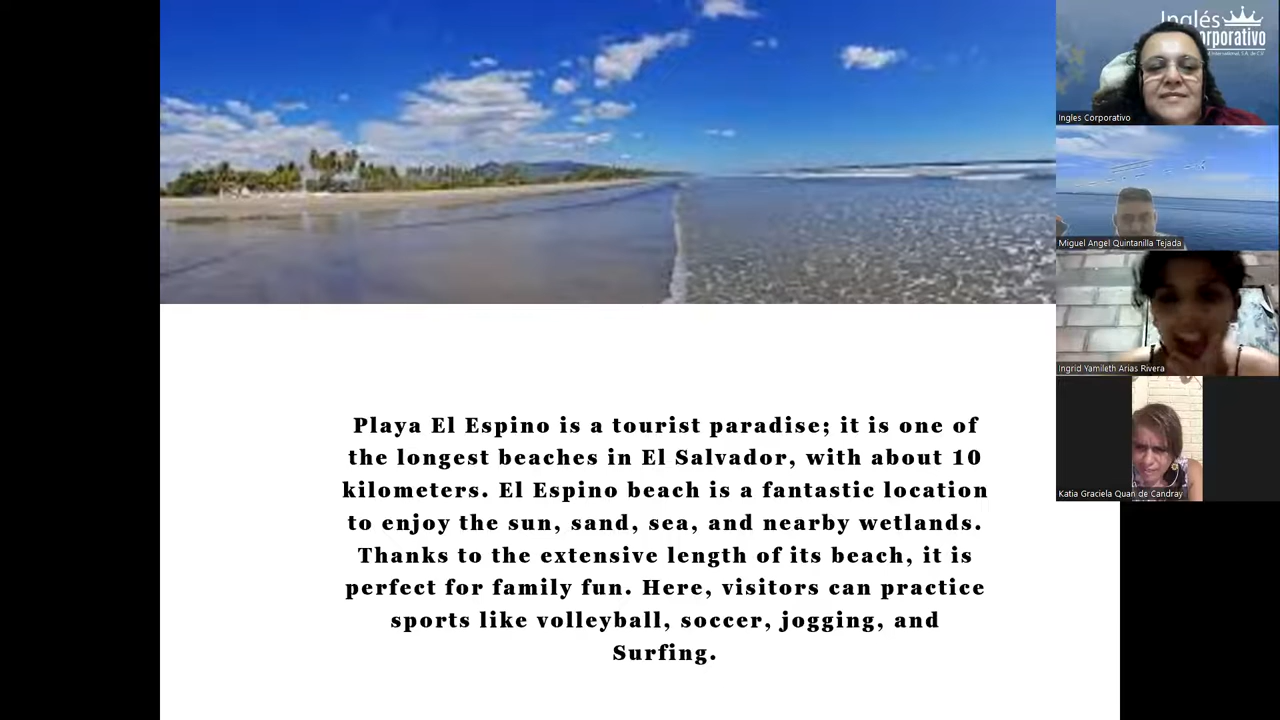 Playa El Espino is a tourist paradise; it is one of
the longest beaches in El Salvador, with about 10
kilometers. El Espino beach is a fantastic location
to enjoy the sun, sand, sea, and nearby wetlands.
Thanks to the extensive length of its beach, it is
perfect for family fun. Here, visitors can practice
sports like volleyball, soccer, jogging, and
Surfing.
Inglés
Ingles Corporativo
Miguel Angel Quintanilla Tejada
Ingrid Yamileth Arias Rivera
Katia Graciela Quan de Candray